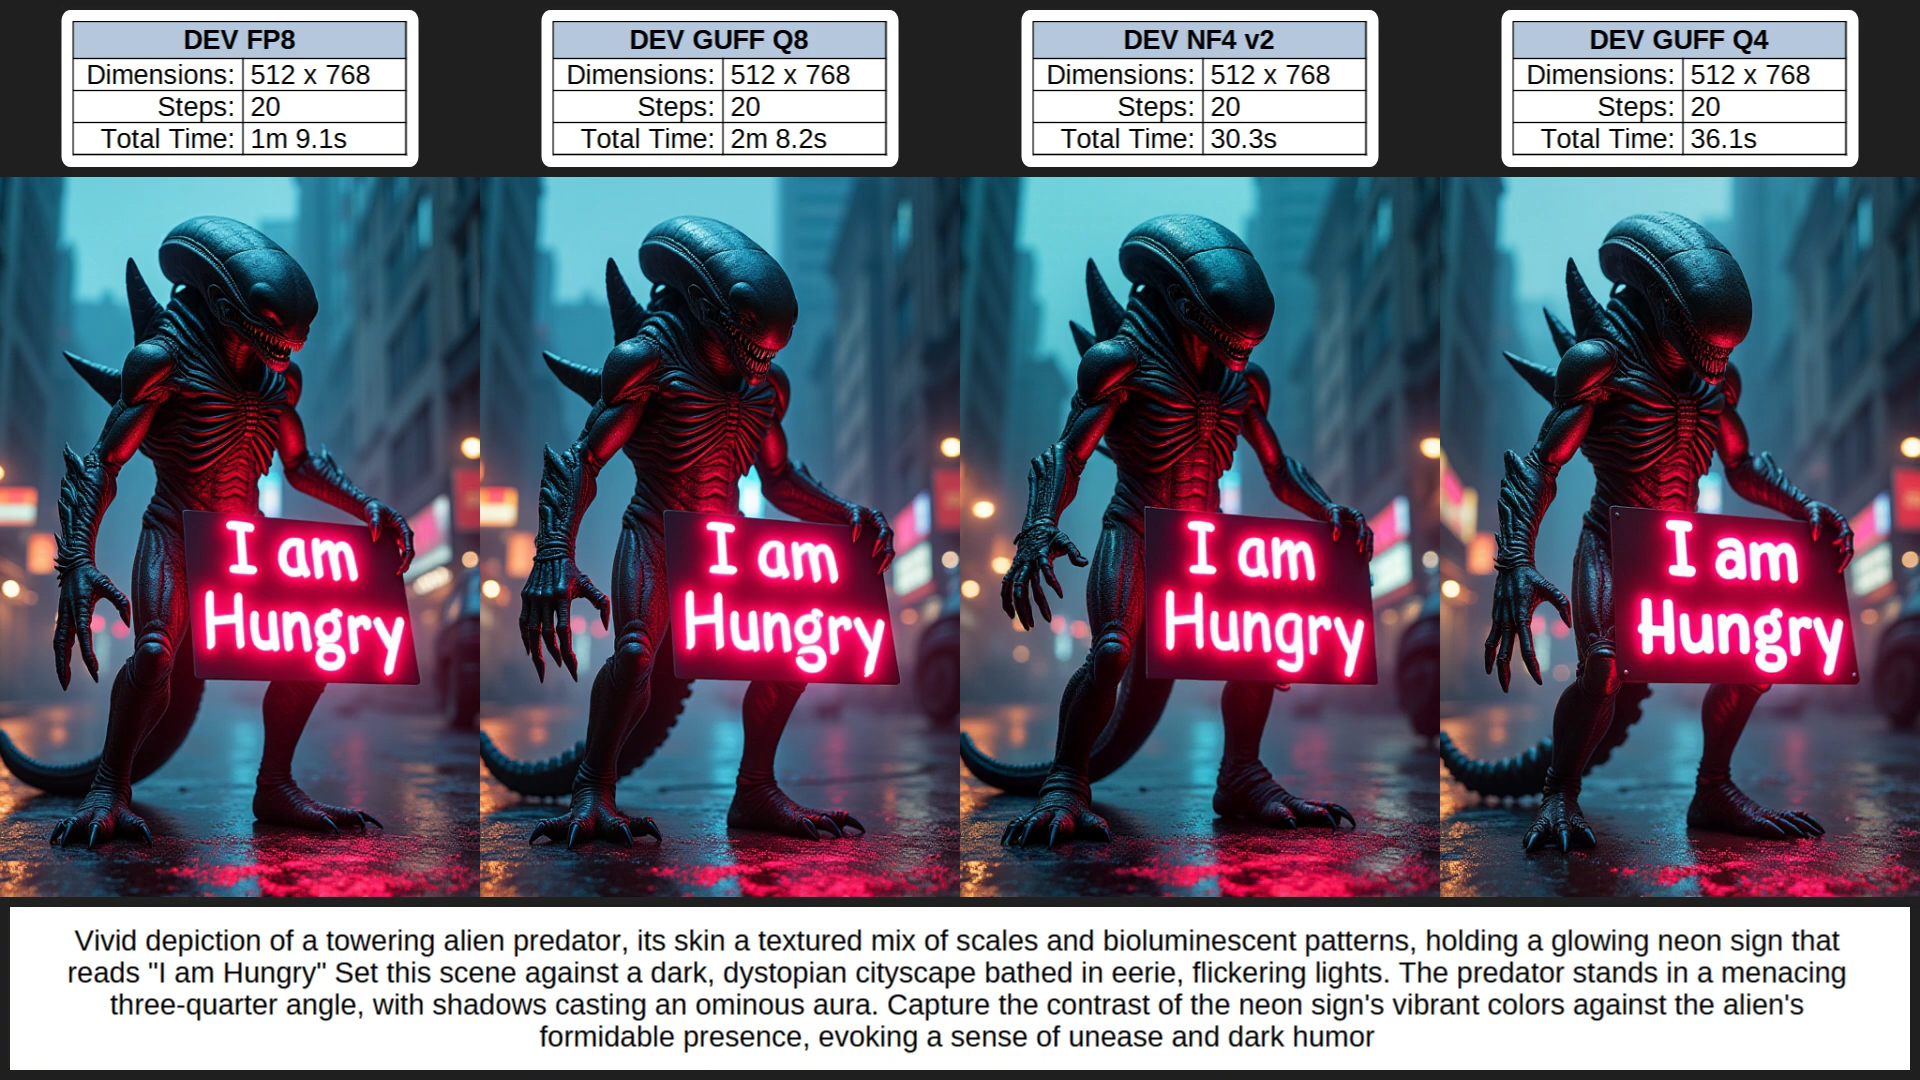 DEV FP8
Dimensions: 512 x 768
Steps: 20
Total Time: 1m 9.1s
DEV GUFF Q8
Dimensions: 512 x 768
Steps: 20
Total Time: 2m 8.2s
DEV NF4 v2
Dimensions: 512 x 768
Steps: 20
Total Time: 30.3s
DEV GUFF Q4
Dimensions: 512 x 768
Steps: 20
Total Time: 36.1s
I am
Hungry
I am
Hungry
I am
Hungry
I am
Hungry
Vivid depiction of a towering alien predator, its skin a textured mix of scales and bioluminescent patterns, holding a glowing neon sign that
reads "I am Hungry" Set this scene against a dark, dystopian cityscape bathed in eerie, flickering lights. The predator stands in a menacing
three-quarter angle, with shadows casting an ominous aura. Capture the contrast of the neon sign's vibrant colors against the alien's
formidable presence, evoking a sense of unease and dark humor